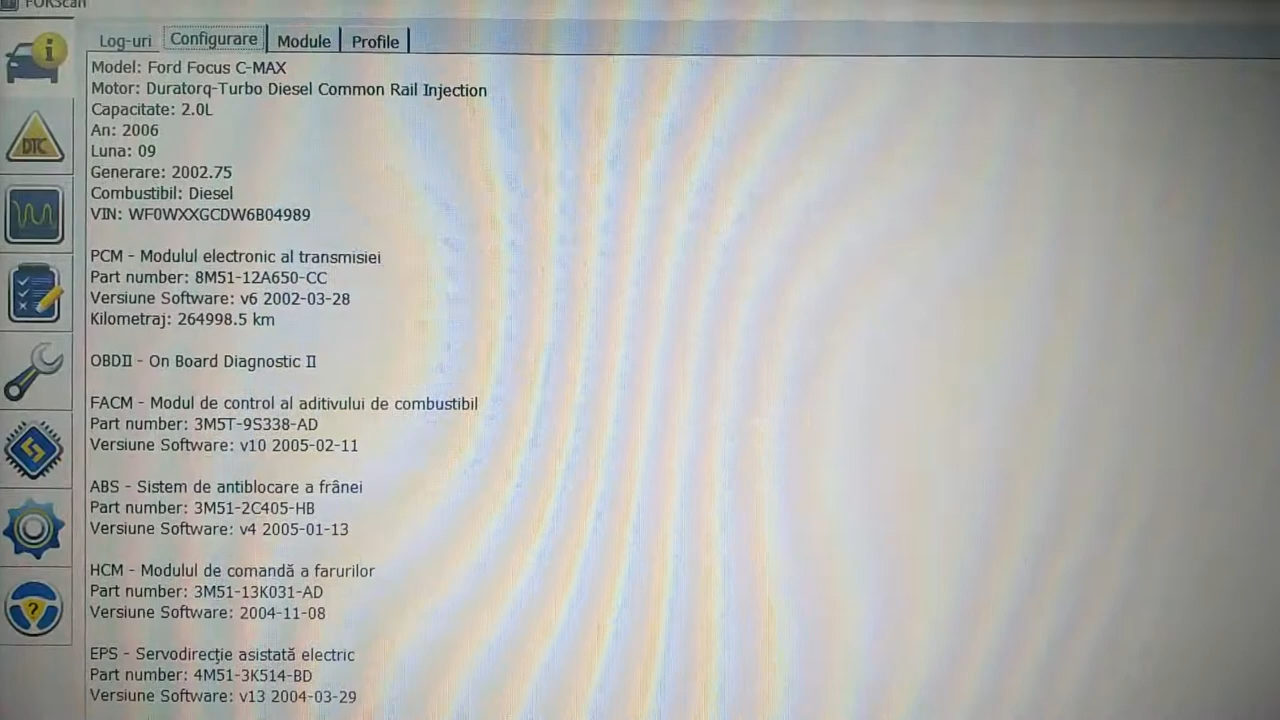 FORScan
Log-uri Configurare Module Profile
Model: Ford Focus C-MAX
Motor: Duratorq-Turbo Diesel Common Rail Injection
Capacitate: 2.0L
An: 2006
Luna: 09
Generare: 2002.75
Combustibil: Diesel
VIN: WF0WXXGCDW6B04989
PCM - Modulul electronic al transmisiei
Part number: 8M51-12A650-CC
Versiune Software: v6 2002-03-28
Kilometraj: 264998.5 km
OBDII - On Board Diagnostic II
FACM - Modul de control al aditivului de combustibil
Part number: 3M5T-9S338-AD
Versiune Software: v10 2005-02-11
ABS - Sistem de antiblocare a frânei
Part number: 3M51-2C405-HB
Versiune Software: v4 2005-01-13
HCM - Modulul de comandă a farurilor
Part number: 3M51-13K031-AD
Versiune Software: 2004-11-08
EPS - Servodirecţie asistată electric
Part number: 4M51-3K514-BD
Versiune Software: v13 2004-03-29
i
DTC
?